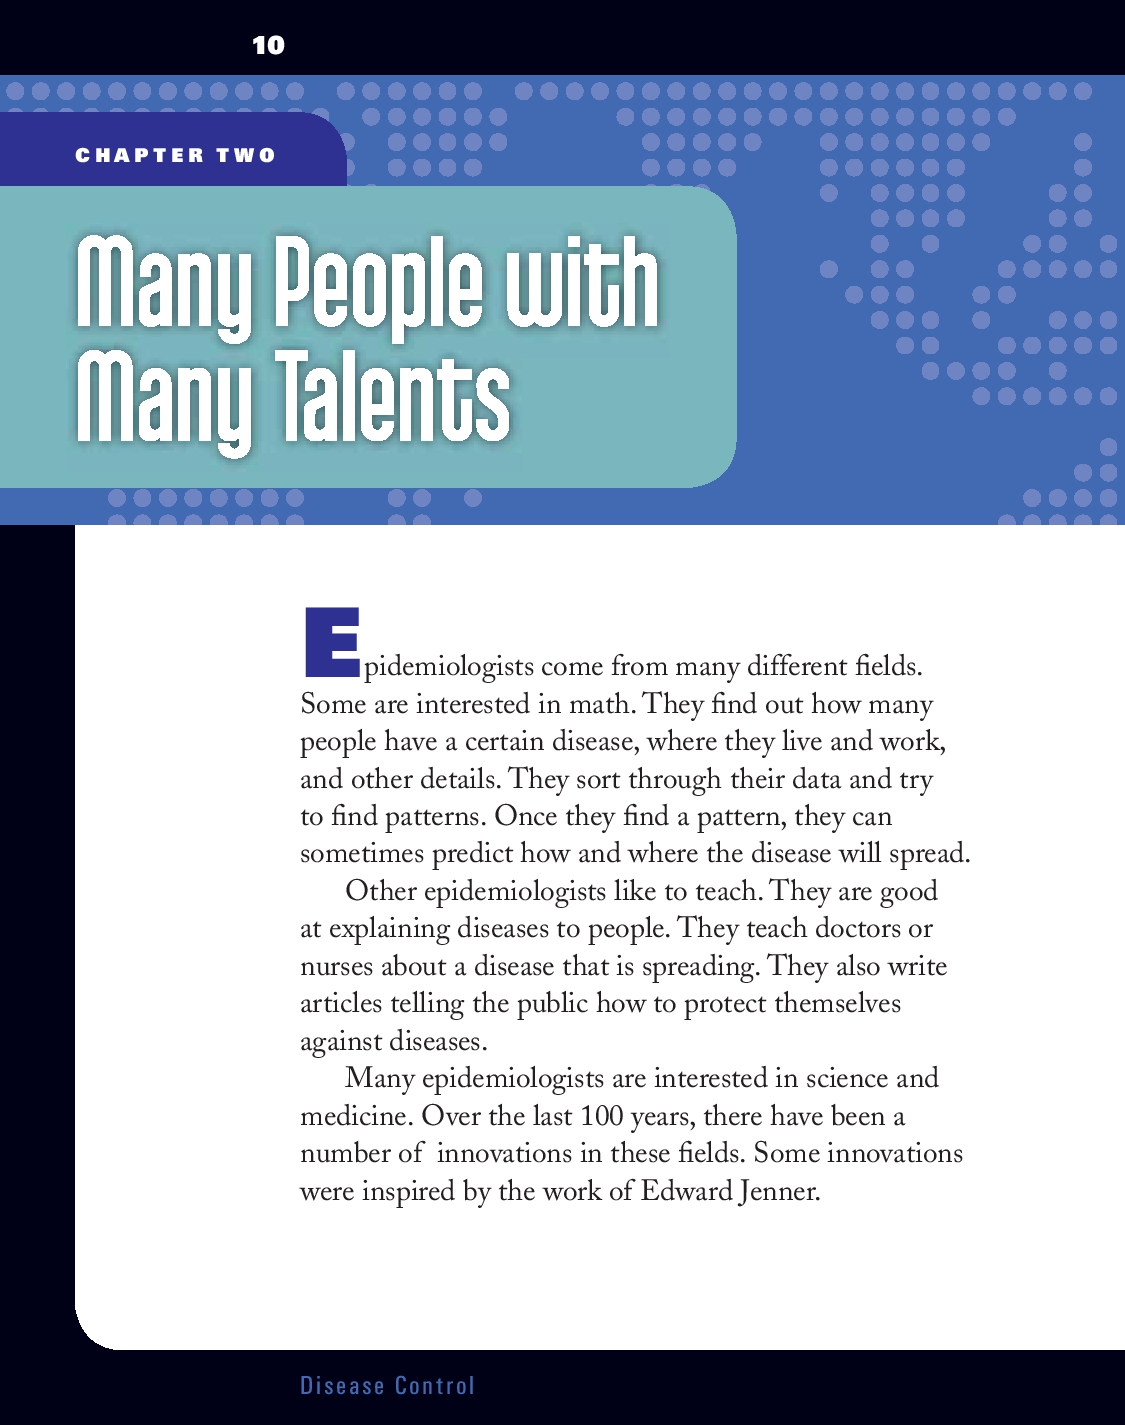 10
CHAPTER TWO
Many People with
Many Talents
Epidemiologists come from many different fields.
Some are interested in math. They find out how many
people have a certain disease, where they live and work,
and other details. They sort through their data and try
to find patterns. Once they find a pattern, they can
sometimes predict how and where the disease will spread.
Other epidemiologists like to teach. They are good
at explaining diseases to people. They teach doctors or
nurses about a disease that is spreading. They also write
articles telling the public how to protect themselves
against diseases.
Many epidemiologists are interested in science and
medicine. Over the last 100 years, there have been a
number of innovations in these fields. Some innovations
were inspired by the work of Edward Jenner.
Disease Control